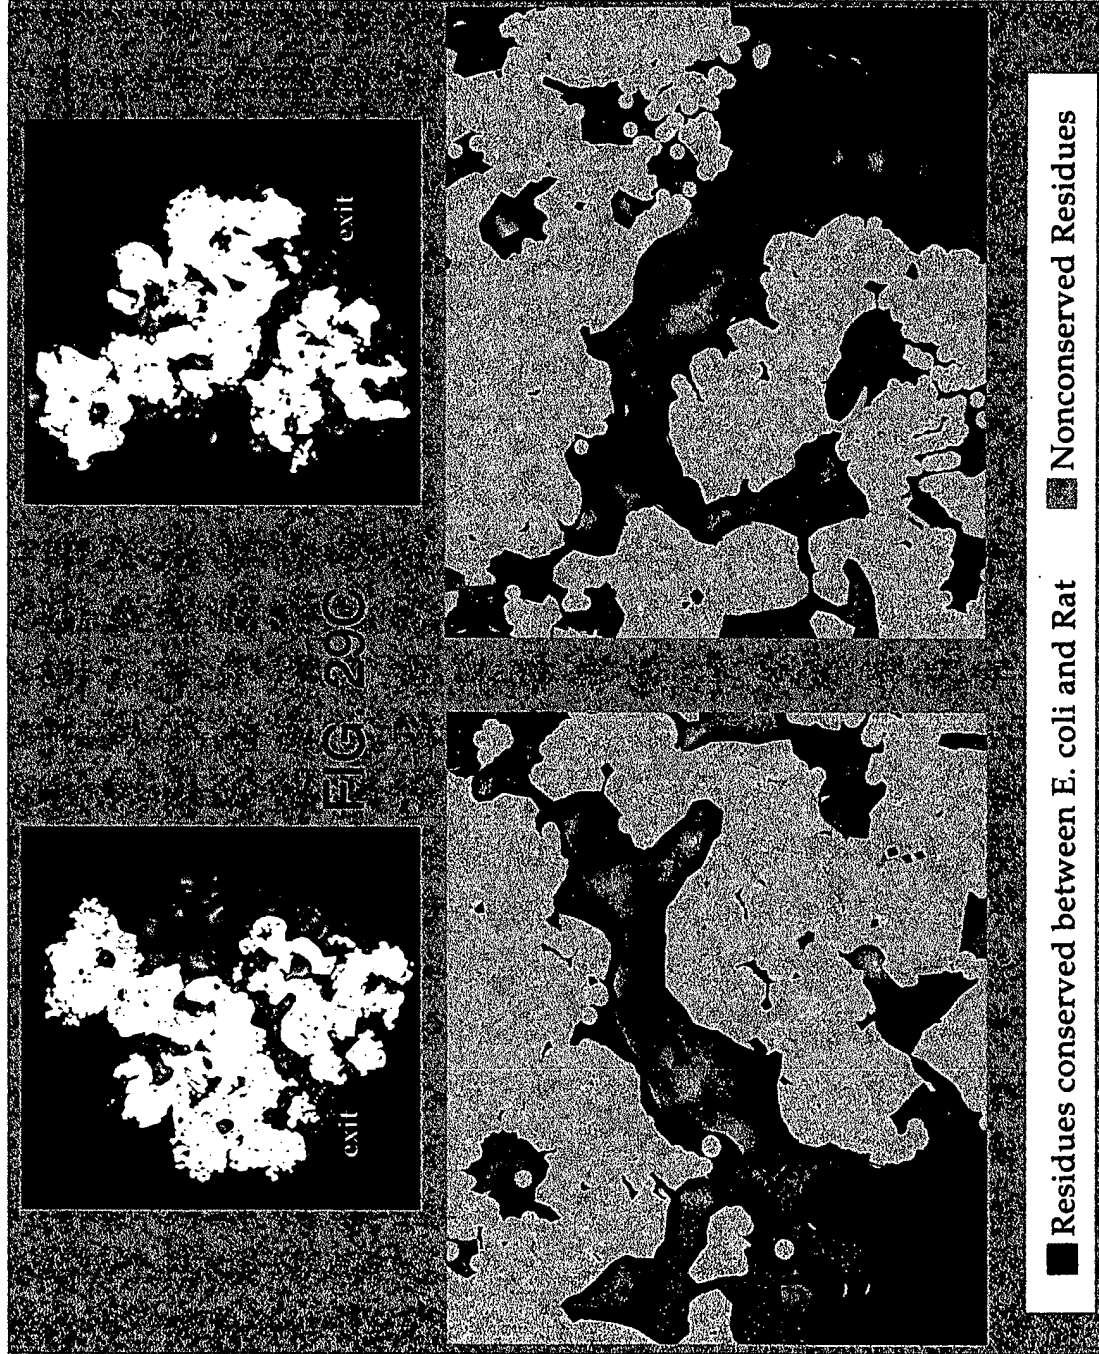 exit
exit
FIG. 29C
Residues conserved between E. coli and Rat
Nonconserved Residues